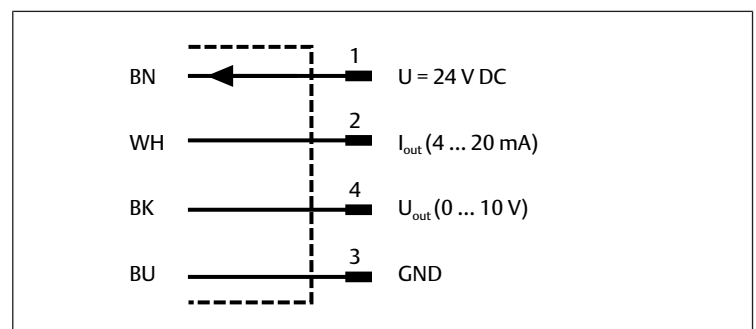 BN 1 U = 24 V DC
WH 2 Iout (4 ... 20 mA)
BK 4 Uout (0 ... 10 V)
BU 3 GND